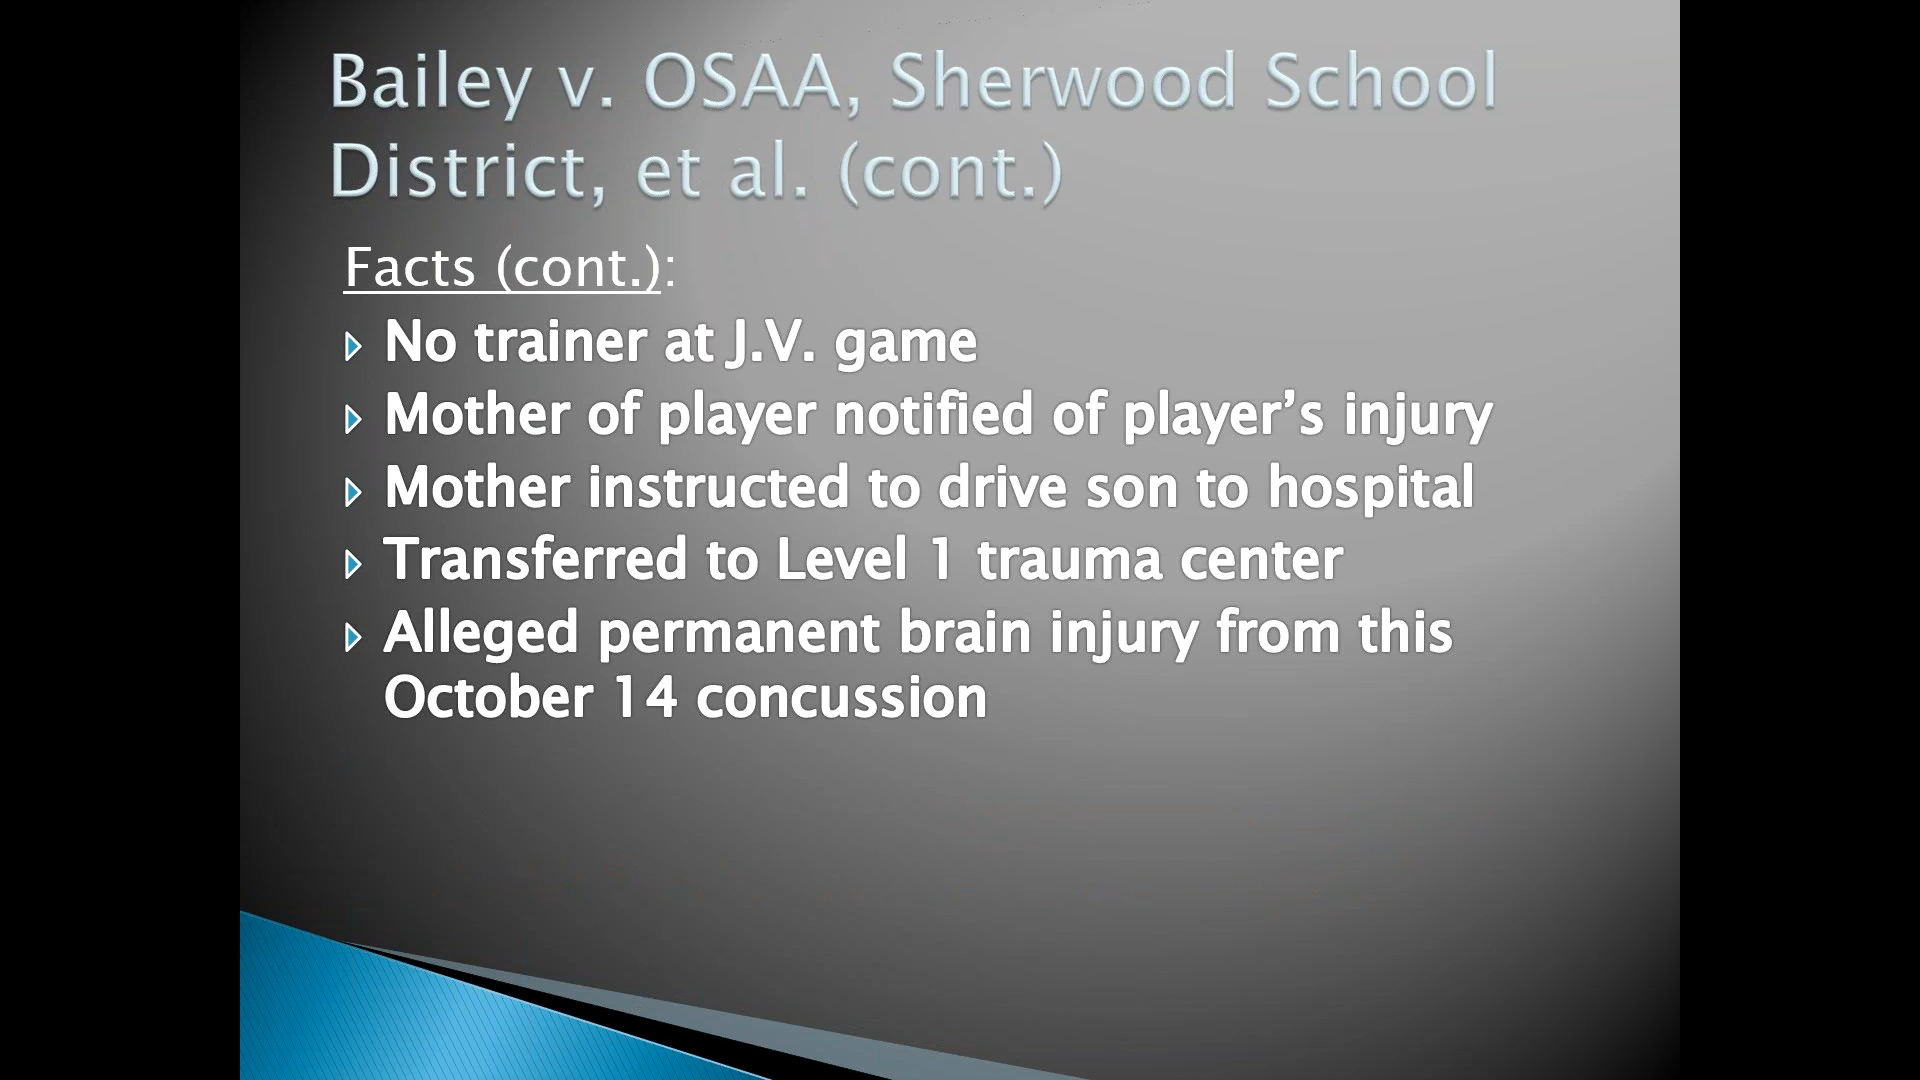 Bailey v. OSAA, Sherwood School
District, et al. (cont.)
Facts (cont.):
No trainer at J.V. game
Mother of player notified of player’s injury
Mother instructed to drive son to hospital
Transferred to Level 1 trauma center
Alleged permanent brain injury from this
October 14 concussion